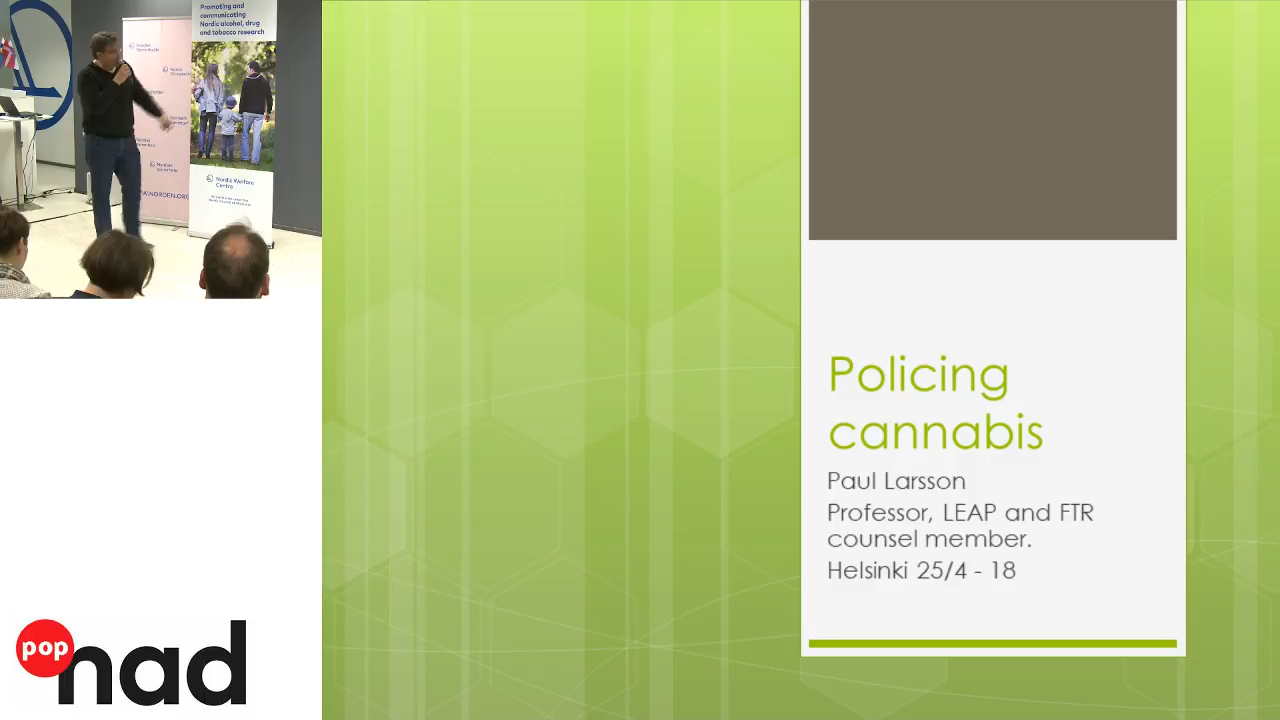 Promoting and
communicating
Nordic alcohol, drug
and tobacco research
Nordic Welfare
Centre
Policing
cannabis
Paul Larsson
Professor, LEAP and FTR
counsel member.
Helsinki 25/4 - 18
pop
nad